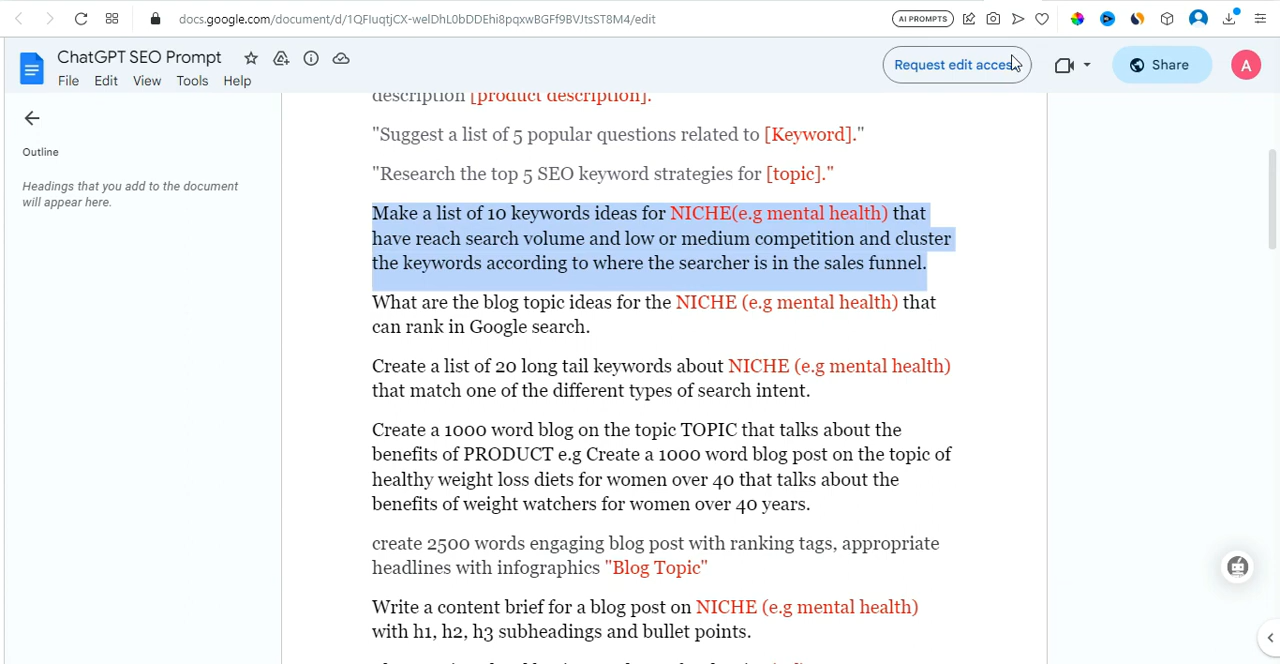 docs.google.com/document/d/1QFIuqtjCX-welDhL0bDDEhi8pqxwBGFf9BVJtsST8M4/edit
AI PROMPTS
ChatGPT SEO Prompt
File Edit View Tools Help
Request edit acces
Share
A
Outline
Headings that you add to the document
will appear here.
description [product description].
"Suggest a list of 5 popular questions related to [Keyword]."
"Research the top 5 SEO keyword strategies for [topic]."
Make a list of 10 keywords ideas for NICHE(e.g mental health) that
have reach search volume and low or medium competition and cluster
the keywords according to where the searcher is in the sales funnel.
What are the blog topic ideas for the NICHE (e.g mental health) that
can rank in Google search.
Create a list of 20 long tail keywords about NICHE (e.g mental health)
that match one of the different types of search intent.
Create a 1000 word blog on the topic TOPIC that talks about the
benefits of PRODUCT e.g Create a 1000 word blog post on the topic of
healthy weight loss diets for women over 40 that talks about the
benefits of weight watchers for women over 40 years.
create 2500 words engaging blog post with ranking tags, appropriate
headlines with infographics "Blog Topic"
Write a content brief for a blog post on NICHE (e.g mental health)
with h1, h2, h3 subheadings and bullet points.